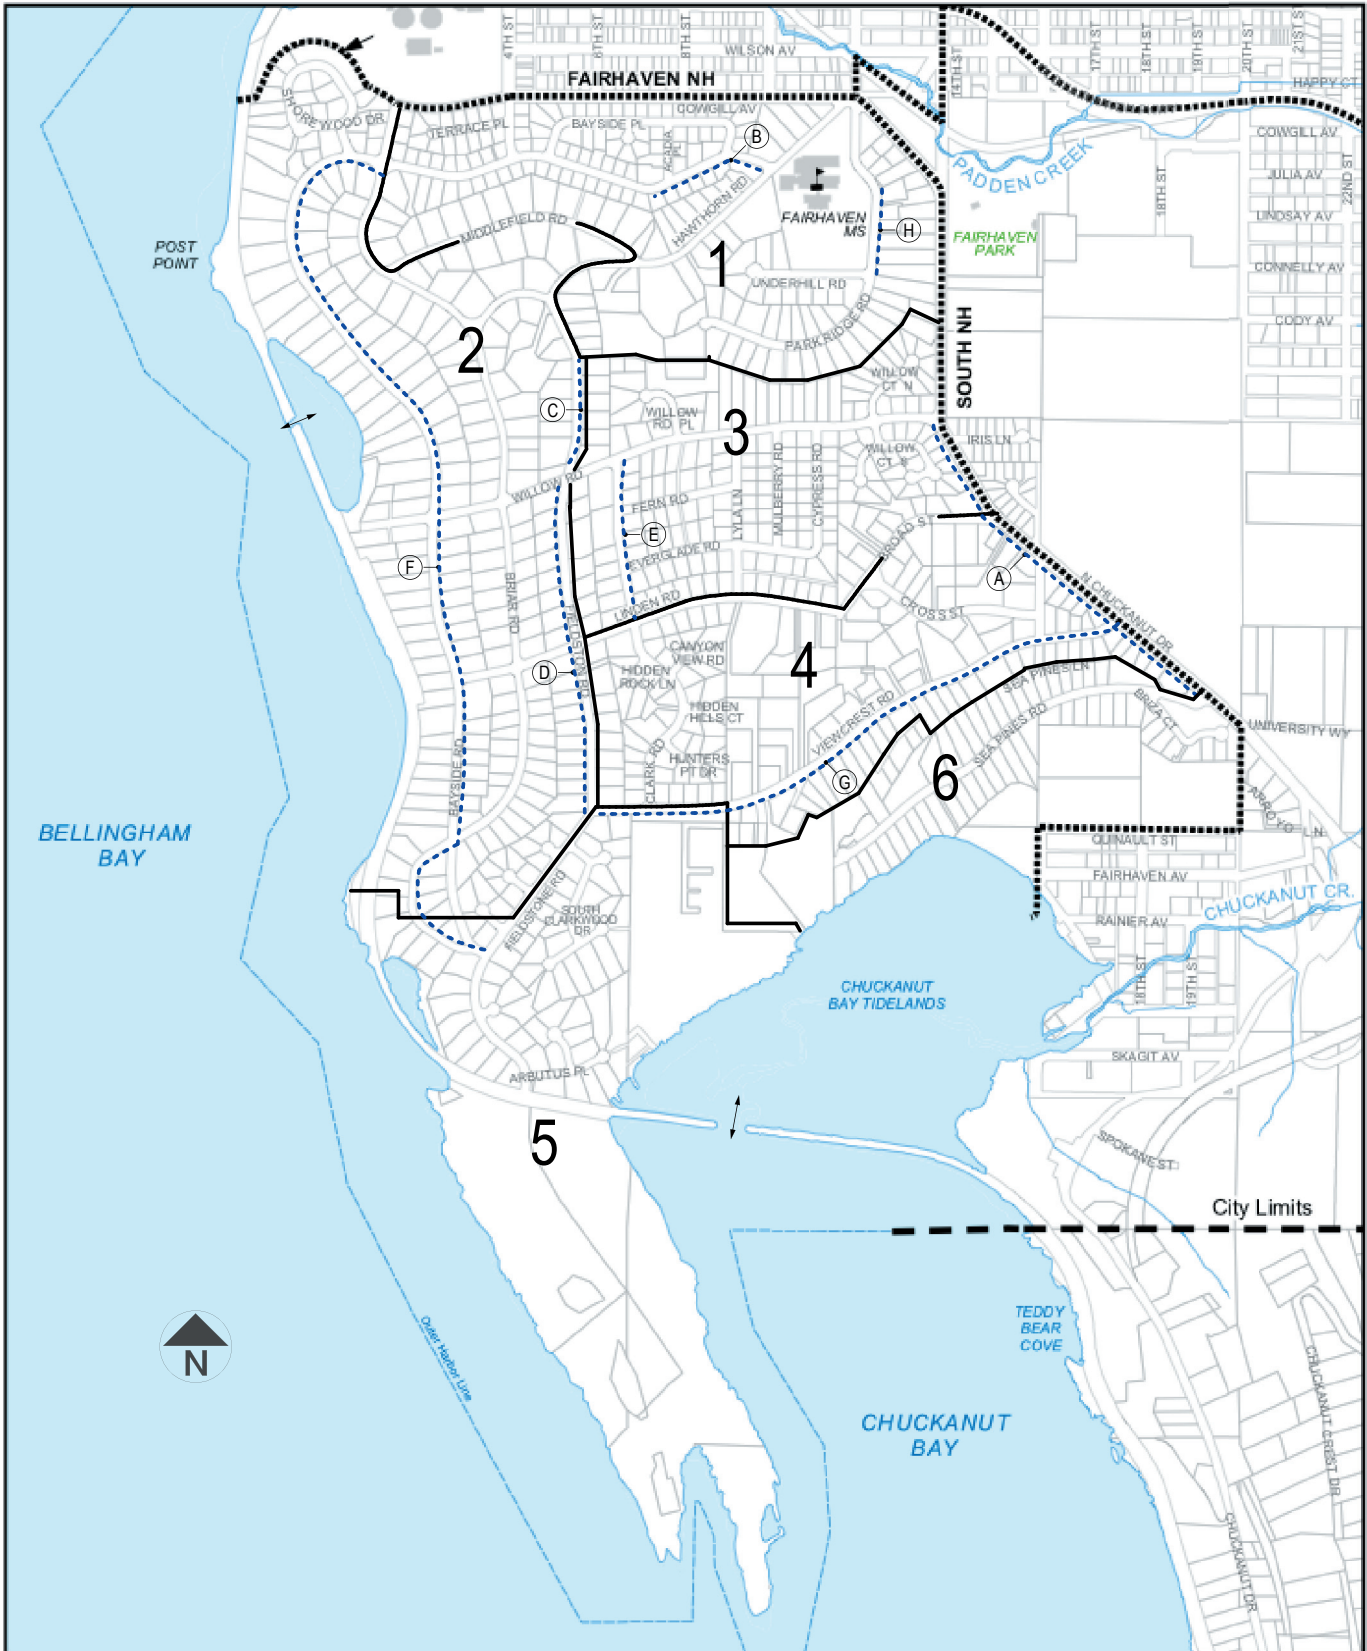 4TH ST
6TH ST
8TH ST
WILSON AV
14TH ST
17TH ST
18TH ST
19TH ST
20TH ST
21ST S
HAPPY CT
FAIRHAVEN NH
SHOREWOOD DR
TERRACE PL
BAYSIDE PL
COWGILL AV
ACADA PL
B
COWGILL AV
PADDEN CREEK
JULIA AV
22ND ST
18TH ST
LINDSAY AV
HAWTHORN RD
FAIRHAVEN
MS
H
FAIRHAVEN
PARK
MIDDLEFIELD RD
POST
POINT
1
CONNELLY AV
UNDERHILL RD
CODY AV
PARK RIDGE RD
SOUTH NH
2
WILLOW
CT N
C
WILLOW
RD PL
3
IRIS LN
WILLOW
CT S
WILLOW RD
FERN RD
LYLA LN
MULBERRY RD
CYPRESS RD
E
EVERGLADE RD
BROAD ST
F
A
BRIAR RD
N CHUCKANUT DR
LINDEN RD
CROSS ST
FIELDSTON RD
CANYON
VIEW RD
4
D
HIDDEN
ROCK LN
SEA PINES LN
HIDDEN
HILLS CT
VIEWCREST RD
SEA PINES RD
BRIZA CT
UNIVERSITY WY
BAYSIDE RD
CLARK RD
HUNTERS
PT DR
G
6
ARROYO LN
BELLINGHAM
BAY
QUINAULT ST
FAIRHAVEN AV
CHUCKANUT CR.
FIELDSTONE RD
SOUTH
CLARKWOOD
DR
RAINIER AV
18TH ST
19TH ST
CHUCKANUT
BAY TIDELANDS
SKAGIT AV
ARBUTUS PL
5
SPOKANE ST
City Limits
N
Outer Harbor Line
TEDDY
BEAR
COVE
CHUCKANUT CREST DR
CHUCKANUT
BAY
CHUCKANUT DR